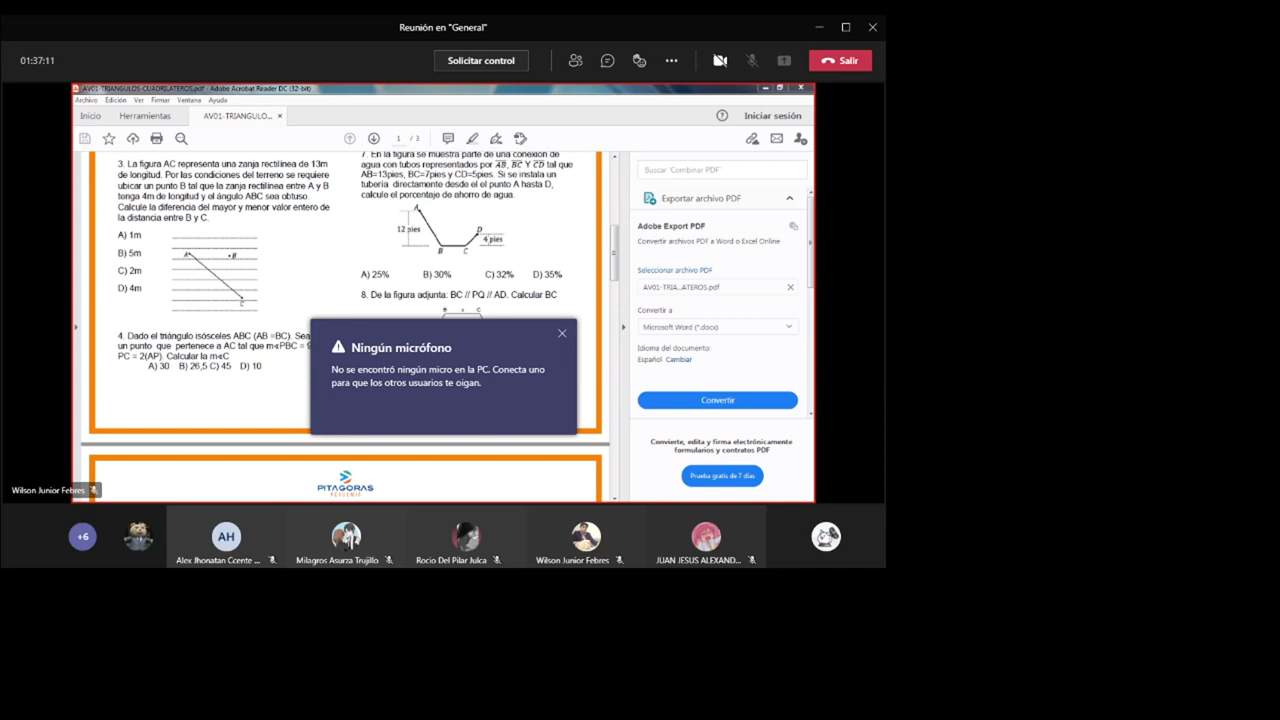 Reunión en "General"
01:37:11
Solicitar control
Salir
AV01-TRIANGULOS-CUADRILATEROS.pdf - Adobe Acrobat Reader DC (32-bit)
Archivo Edición Ver Firmar Ventana Ayuda
Inicio Herramientas AV01-TRIANGULO... Iniciar sesión
1 / 3
3. La figura AC representa una zanja rectilínea de 13m
de longitud. Por las condiciones del terreno se requiere
ubicar un punto B tal que la zanja rectilínea entre A y B
tenga 4m de longitud y el ángulo ABC sea obtuso.
Calcule la diferencia del mayor y menor valor entero de
la distancia entre B y C.
A) 1m
B) 5m
C) 2m
D) 4m
A
B
C
4. Dado el triángulo isósceles ABC (AB =BC). Sea
un punto que pertenece a AC tal que m∢PBC = 9
PC = 2(AP). Calcular la m∢C
A) 30 B) 26,5 C) 45 D) 10
7. En la figura se muestra parte de una conexión de
agua con tubos representados por AB, BC Y CD tal que
AB=13pies, BC=7pies y CD=5pies. Si se instala un
tubería directamente desde el el punto A hasta D,
calcule el porcentaje de ahorro de agua.
A
12 pies
D
4 pies
B C
A) 25% B) 30% C) 32% D) 35%
8. De la figura adjunta: BC // PQ // AD. Calcular BC
B x C
Ningún micrófono
No se encontró ningún micro en la PC. Conecta uno
para que los otros usuarios te oigan.
PITAGORAS
Buscar 'Combinar PDF'
Exportar archivo PDF
Adobe Export PDF
Convertir archivos PDF a Word o Excel Online
Seleccionar archivo PDF
AV01-TRIA...ATEROS.pdf
Convertir a
Microsoft Word (*.docx)
Idioma del documento:
Español Cambiar
Convertir
Convierte, edita y firma electrónicamente
formularios y contratos PDF
Prueba gratis de 7 días
Wilson Junior Febres
+6
AH
Alex Jhonatan Ccente ...
Milagros Asurza Trujillo
Rocio Del Pilar Julca
Wilson Junior Febres
JUAN JESUS ALEXAND...